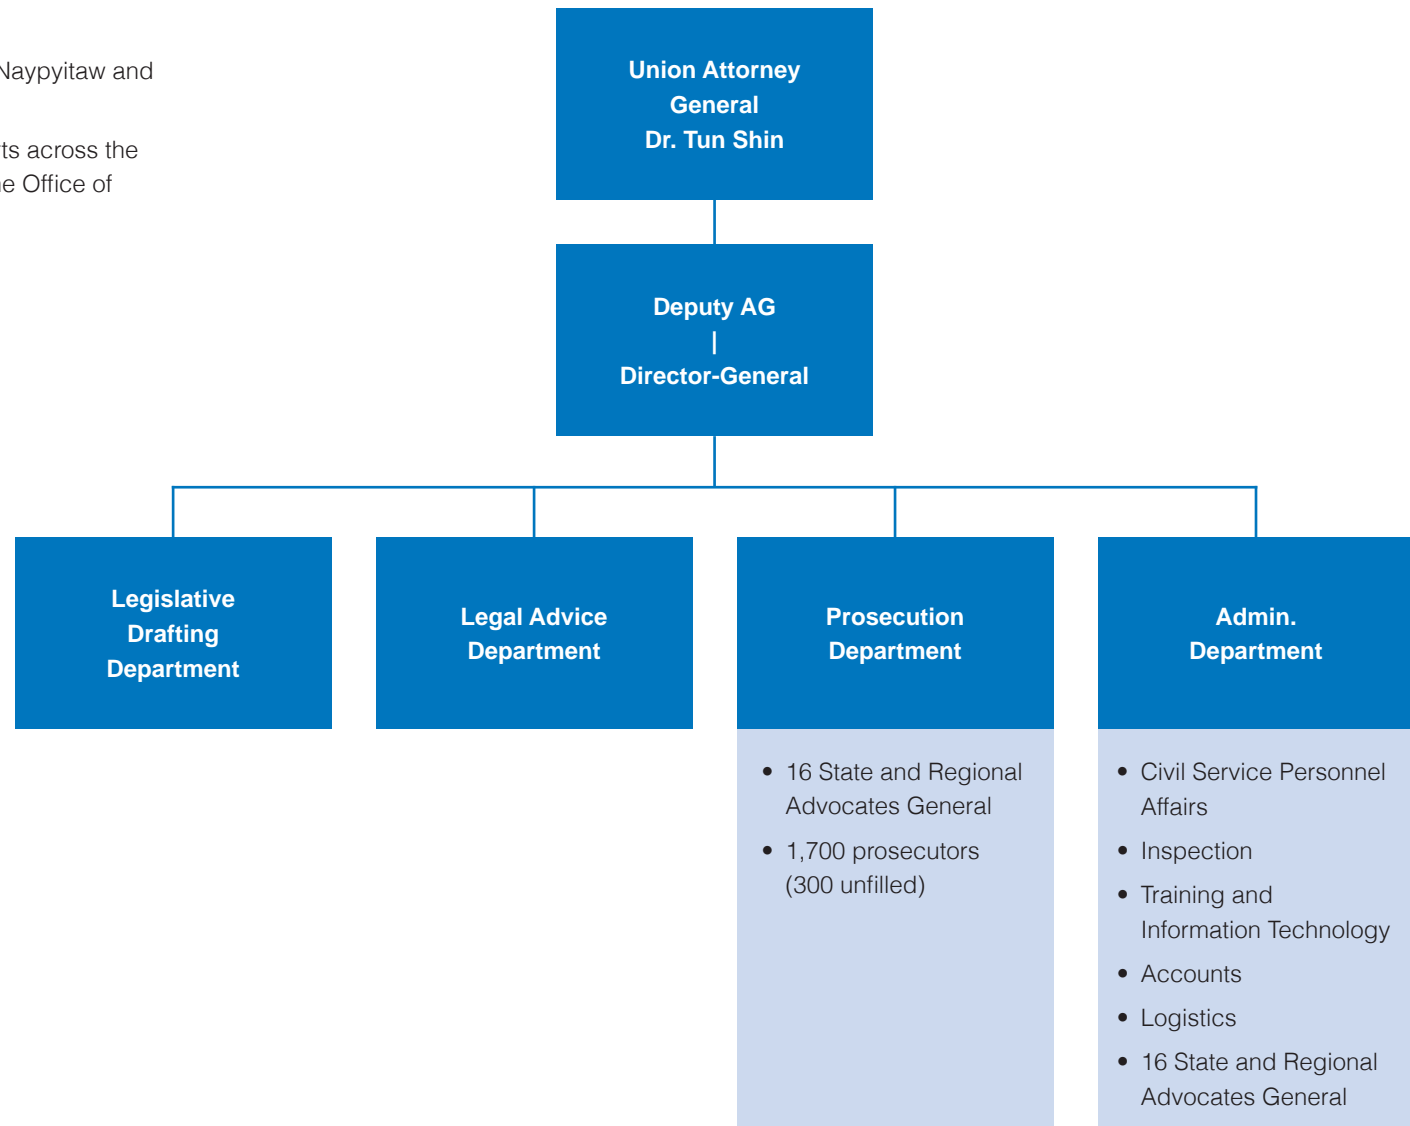 Naypyitaw and
ts across the
ne Office of
Union Attorney
General
Dr. Tun Shin
Deputy AG
|
Director-General
Legislative
Drafting
Department
Legal Advice
Department
Prosecution
Department
Admin.
Department
• 16 State and Regional
Advocates General
• 1,700 prosecutors
(300 unfilled)
• Civil Service Personnel
Affairs
• Inspection
• Training and
Information Technology
• Accounts
• Logistics
• 16 State and Regional
Advocates General